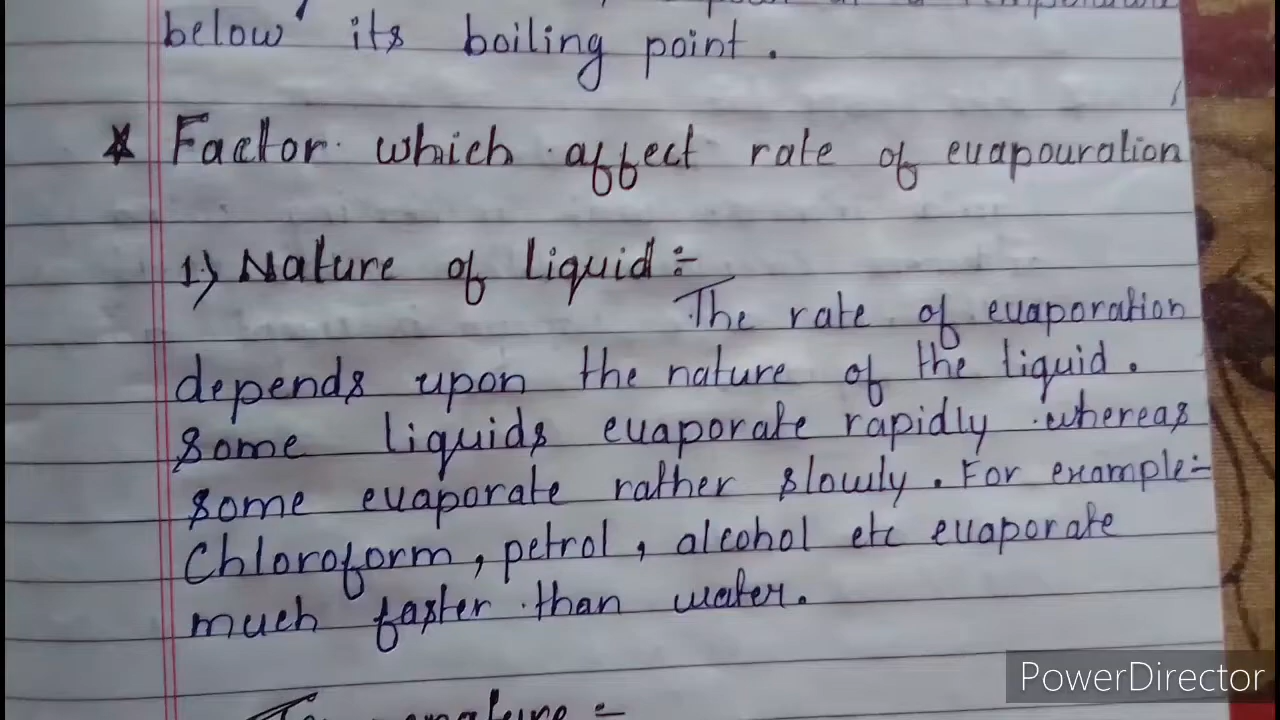 below its boiling point.
★ Factor which affect rate of evapouration
1.) Nature of liquid :-
The rate of evaporation
depends upon the nature of the liquid.
some liquids evaporate rapidly whereas
some evaporate rather slowly. For example:-
Chloroform, petrol, alcohol etc evaporate
much faster than water.
PowerDirector